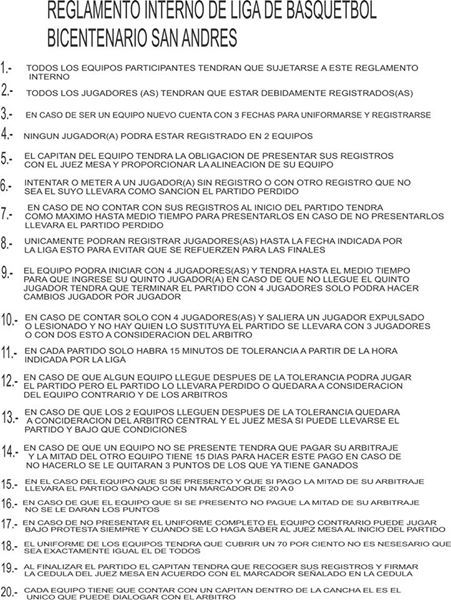 REGLAMENTO INTERNO DE LIGA DE BASQUETBOL
BICENTENARIO SAN ANDRES
1.- TODOS LOS EQUIPOS PARTICIPANTES TENDRAN QUE SUJETARSE A ESTE REGLAMENTO
INTERNO
2.- TODOS LOS JUGADORES (AS) TENDRAN QUE ESTAR DEBIDAMENTE REGISTRADOS(AS)
3.- EN CASO DE SER UN EQUIPO NUEVO CUENTA CON 3 FECHAS PARA UNIFORMARSE Y REGISTRARSE
4.- NINGUN JUGADOR(A) PODRA ESTAR REGISTRADO EN 2 EQUIPOS
5.- EL CAPITAN DEL EQUIPO TENDRA LA OBLIGACION DE PRESENTAR SUS REGISTROS
CON EL JUEZ MESA Y PROPORCIONAR LA ALINEACION DE SU EQUIPO
6.- INTENTAR O METER A UN JUGADOR(A) SIN REGISTRO O CON OTRO REGISTRO QUE NO
SEA EL SUYO LLEVARA COMO SANCION EL PARTIDO PERDIDO
7.- EN CASO DE NO CONTAR CON SUS REGISTROS AL INICIO DEL PARTIDO TENDRA
COMO MAXIMO HASTA MEDIO TIEMPO PARA PRESENTARLOS EN CASO DE NO PRESENTARLOS
LLEVARA EL PARTIDO PERDIDO
8.- UNICAMENTE PODRAN REGISTRAR JUGADORES(AS) HASTA LA FECHA INDICADA POR
LA LIGA ESTO PARA EVITAR QUE SE REFUERZEN PARA LAS FINALES
9.- EL EQUIPO PODRA INICIAR CON 4 JUGADORES(AS) Y TENDRA HASTA EL MEDIO TIEMPO
PARA QUE INGRESE SU QUINTO JUGADOR(A) EN CASO DE QUE NO LLEGUE EL QUINTO
JUGADOR TENDRA QUE TERMINAR EL PARTIDO CON 4 JUGADORES SOLO PODRA HACER
CAMBIOS JUGADOR POR JUGADOR
10.- EN CASO DE CONTAR SOLO CON 4 JUGADORES(AS) Y SALIERA UN JUGADOR EXPULSADO
O LESIONADO Y NO HAY QUIEN LO SUSTITUYA EL PARTIDO SE LLEVARA CON 3 JUGADORES
O CON DOS ESTO A CONSIDERACION DEL ARBITRO
11.- EN CADA PARTIDO SOLO HABRA 15 MINUTOS DE TOLERANCIA A PARTIR DE LA HORA
INDICADA POR LA LIGA
12.- EN CASO DE QUE ALGUN EQUIPO LLEGUE DESPUES DE LA TOLERANCIA PODRA JUGAR
EL PARTIDO PERO EL PARTIDO LO LLEVARA PERDIDO O QUEDARA A CONSIDERACION
DEL EQUIPO CONTRARIO Y DE LOS ARBITROS
13.- EN CASO DE QUE LOS 2 EQUIPOS LLEGUEN DESPUES DE LA TOLERANCIA QUEDARA
A CONCIDERACION DEL ARBITRO CENTRAL Y EL JUEZ MESA SI PUEDE LLEVARSE EL
PARTIDO Y BAJO QUE CONDICIONES
14.- EN CASO DE QUE UN EQUIPO NO SE PRESENTE TENDRA QUE PAGAR SU ARBITRAJE
Y LA MITAD DEL OTRO EQUIPO TIENE 15 DIAS PARA HACER ESTE PAGO EN CASO DE
NO HACERLO SE LE QUITARAN 3 PUNTOS DE LOS QUE YA TIENE GANADOS
15.- EN EL CASO DEL EQUIPO QUE SI SE PRESENTO Y QUE SI PAGO LA MITAD DE SU ARBITRAJE
LLEVARA EL PARTIDO GANADO CON UN MARCADOR DE 20 A 0
16.- EN CASO DE QUE EL EQUIPO QUE SI SE PRESENTO NO PAGUE LA MITAD DE SU ARBITRAJE
NO SE LE DARAN LOS PUNTOS
17.- EN CASO DE NO PRESENTAR EL UNIFORME COMPLETO EL EQUIPO CONTRARIO PUEDE JUGAR
BAJO PROTESTA SIEMPRE Y CUANDO SE LO HAGA SABER AL JUEZ MESA AL INICIO DEL PARTIDO
18.- EL UNIFORME DE LOS EQUIPOS TENDRA QUE CUBRIR UN 70 POR CIENTO NO ES NESESARIO QUE
SEA EXACTAMENTE IGUAL EL DE TODOS
19.- AL FINALIZAR EL PARTIDO EL CAPITAN TENDRA QUE RECOGER SUS REGISTROS Y FIRMAR
LA CEDULA DEL JUEZ MESA EN ACUERDO CON EL MARCADOR SEÑALADO EN LA CEDULA
20.- CADA EQUIPO TIENE QUE CONTAR CON UN CAPITAN DENTRO DE LA CANCHA EL ES EL
UNICO QUE PUEDE DIALOGAR CON EL ARBITRO